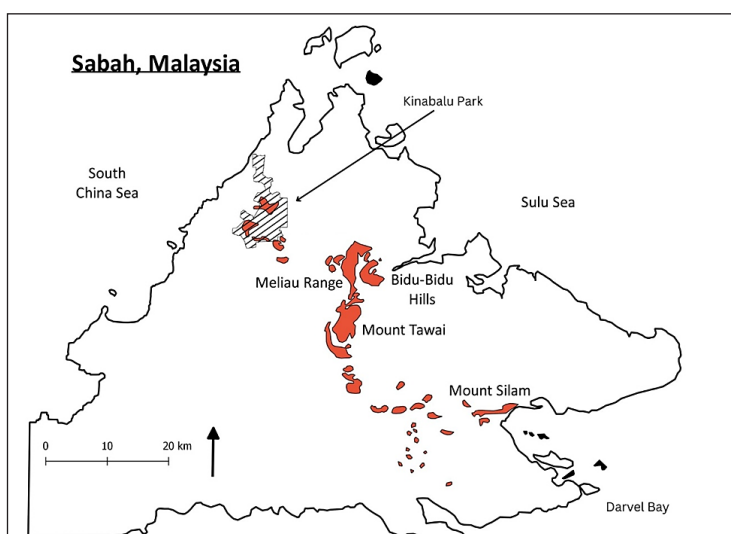 Sabah, Malaysia
Kinabalu Park
South
China Sea
Sulu Sea
Meliau Range
Bidu-Bidu
Hills
Mount Tawai
Mount Silam
0 10 20 km
Darvel Bay